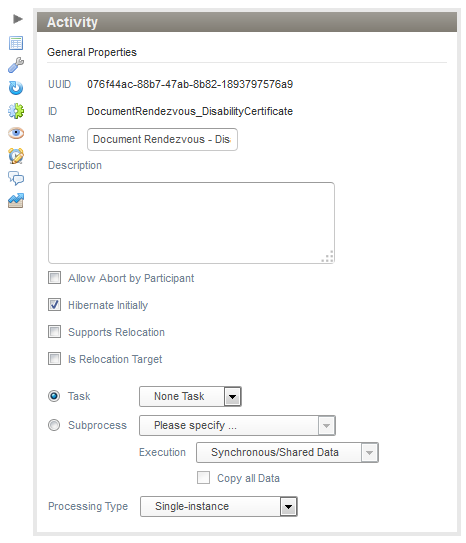 Activity
General Properties
UUID 076f44ac-88b7-47ab-8b82-1893797576a9
ID DocumentRendezvous_DisabilityCertificate
Name Document Rendezvous - Dis
Description
Allow Abort by Participant
Hibernate Initially
Supports Relocation
Is Relocation Target
Task None Task
Subprocess Please specify ...
Execution Synchronous/Shared Data
Copy all Data
Processing Type Single-instance